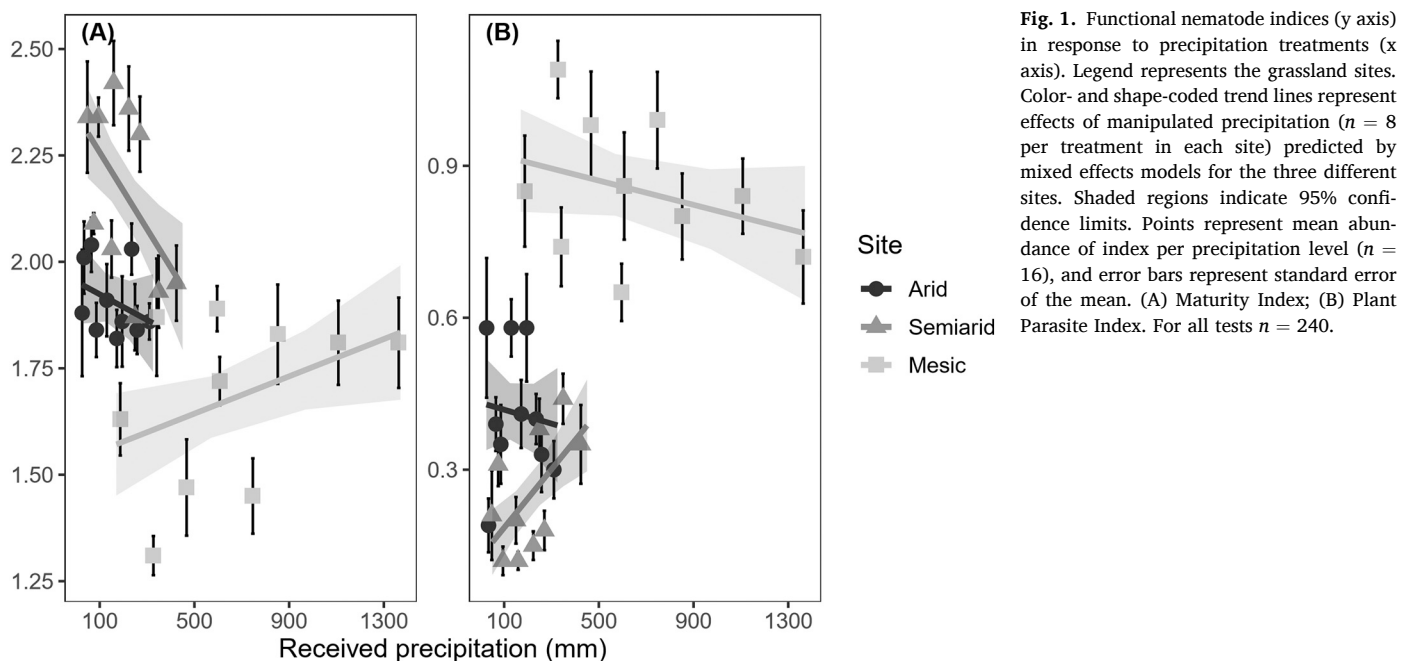 (A)
2.50
2.25
2.00
1.75
1.50
1.25
100
500
900
1300
(B)
0.9
0.6
0.3
100
500
900
1300
Received precipitation (mm)
Site
Arid
Semiarid
Mesic
Fig. 1. Functional nematode indices (y axis)
in response to precipitation treatments (x
axis). Legend represents the grassland sites.
Color- and shape-coded trend lines represent
effects of manipulated precipitation (n = 8
per treatment in each site) predicted by
mixed effects models for the three different
sites. Shaded regions indicate 95% confi-
dence limits. Points represent mean abun-
dance of index per precipitation level (n =
16), and error bars represent standard error
of the mean. (A) Maturity Index; (B) Plant
Parasite Index. For all tests n = 240.